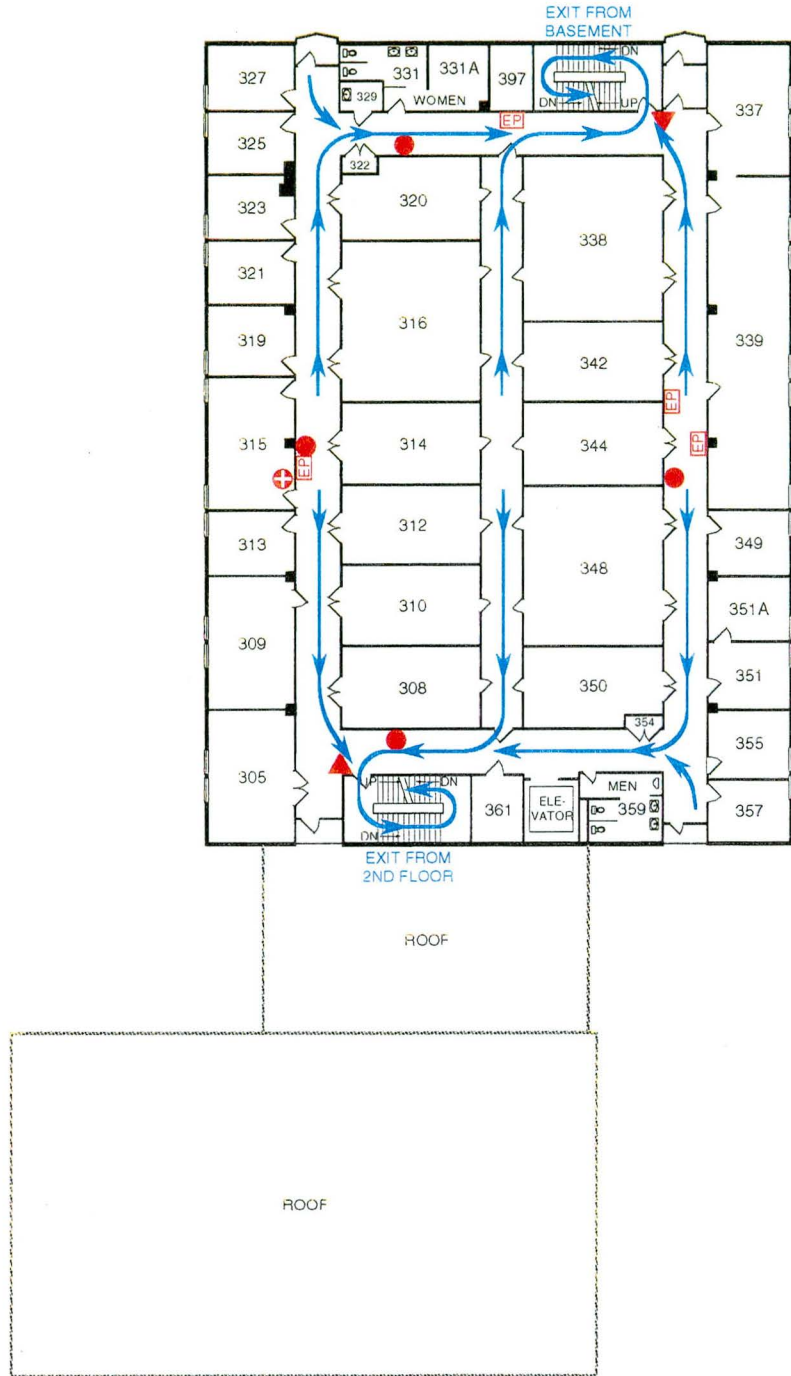 EXIT FROM
BASEMENT
327
331
331A
397
DN
329
WOMEN
DN
UP
337
325
EP
322
323
320
338
321
316
339
319
342
EP
315
314
344
EP
EP
313
312
348
349
310
351A
309
308
350
351
354
305
355
UP
DN
MEN
361
ELE-
VATOR
359
357
DN
EXIT FROM
2ND FLOOR
ROOF
ROOF